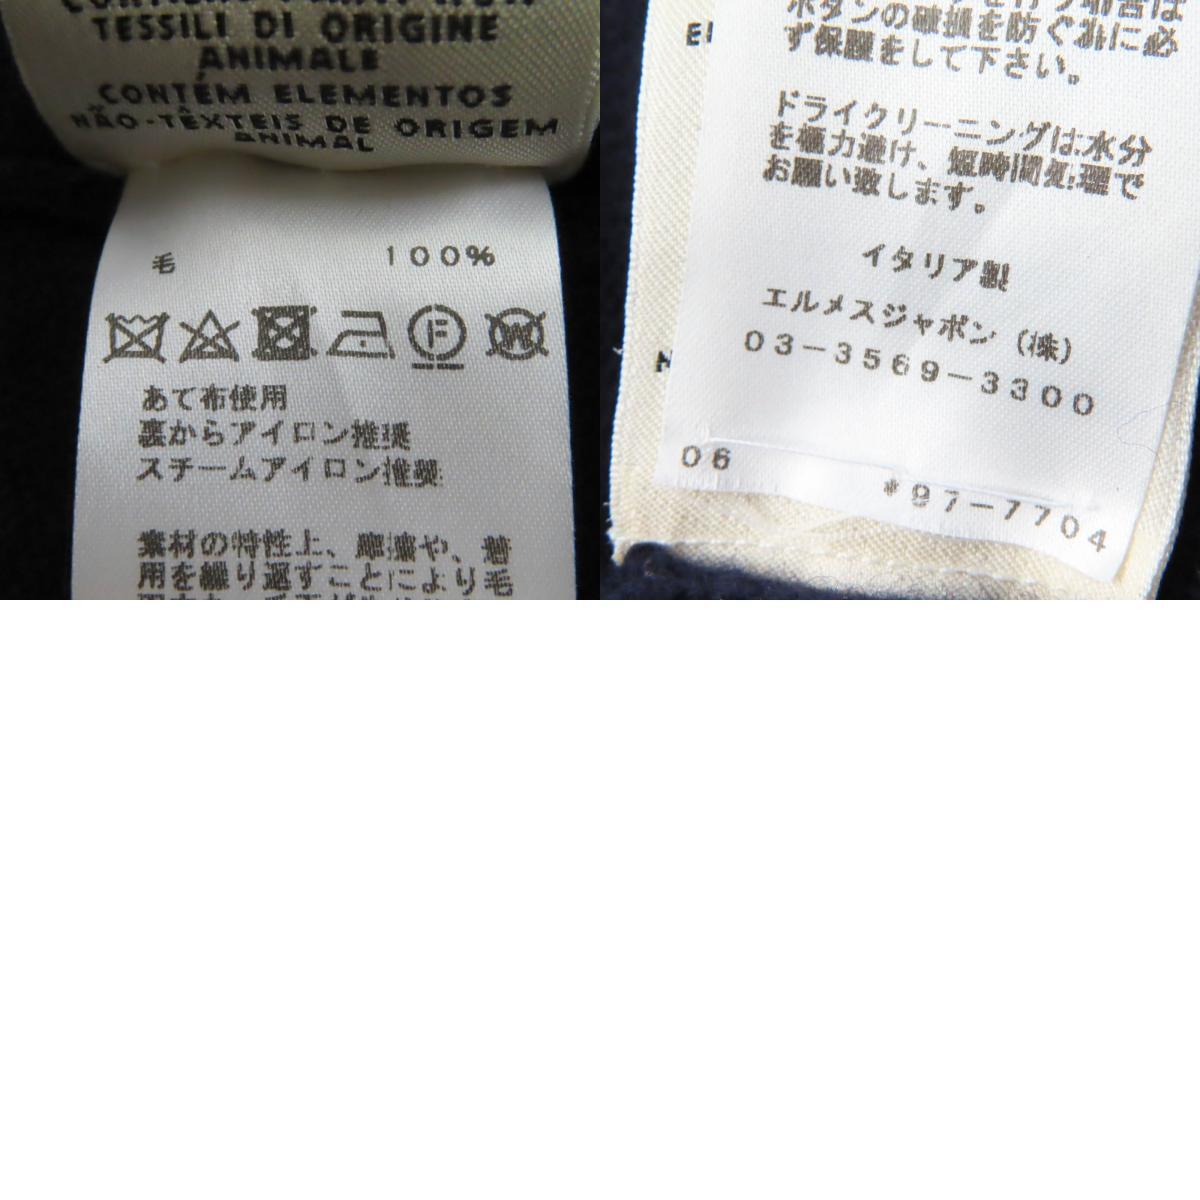 TESSILI DI ORIGINE
ANIMALE
CONTÉM ELEMENTOS
NÃO-TÊXTEIS DE ORIGEM
ANIMAL
毛 100%
F
W
あて布使用
裏からアイロン推奨
スチームアイロン推奨
素材の特性上、摩擦や、着
用を繰り返すことにより毛
ボタンの破損を防ぐ為に必
ず保護をして下さい。
ドライクリーニングは水分
を極力避け、短時間処理で
お願い致します。
イタリア製
エルメスジャポン(株)
03-3569-3300
06 *97-7704